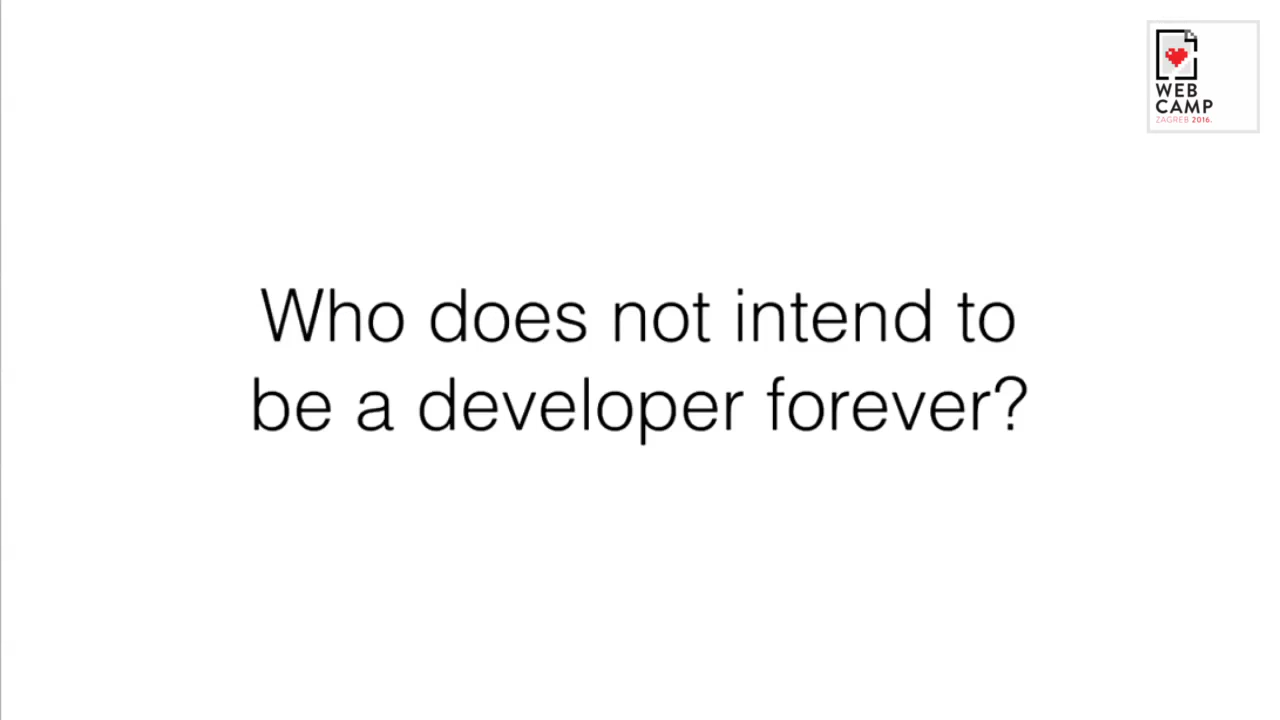 WEB
CAMP
ZAGREB 2016.
Who does not intend to
be a developer forever?